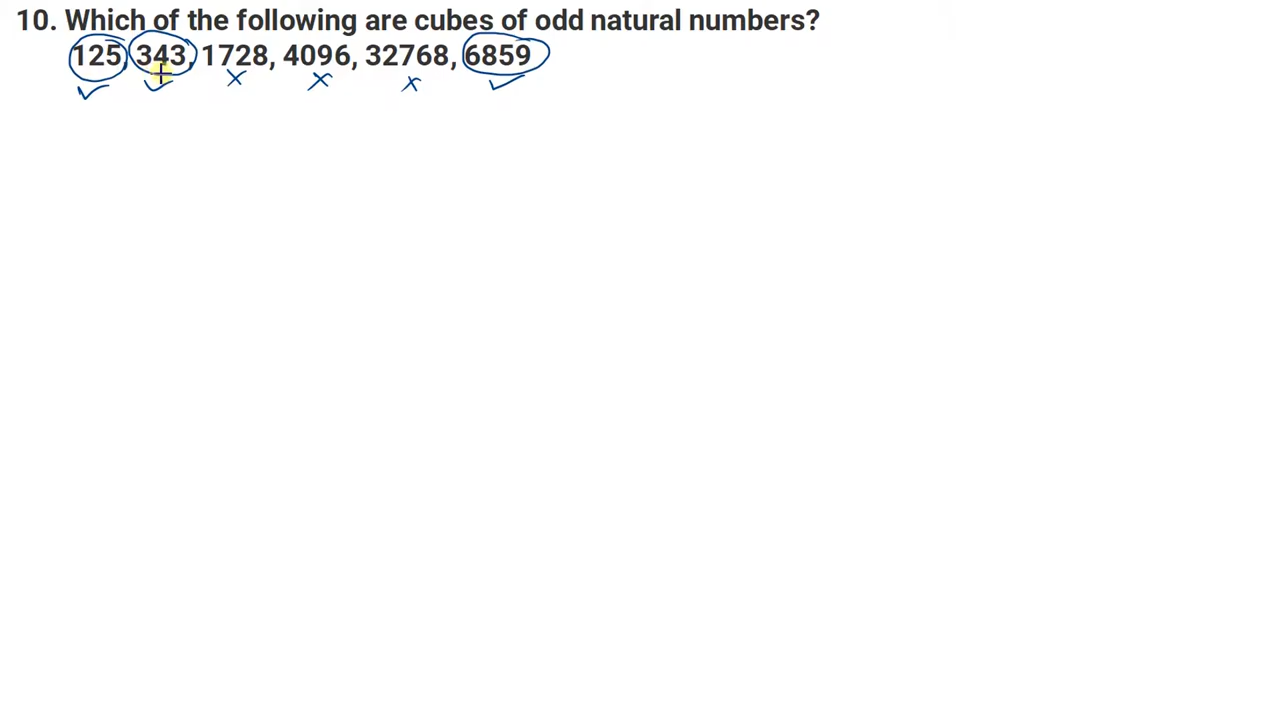 10. Which of the following are cubes of odd natural numbers?
125, 343, 1728, 4096, 32768, 6859